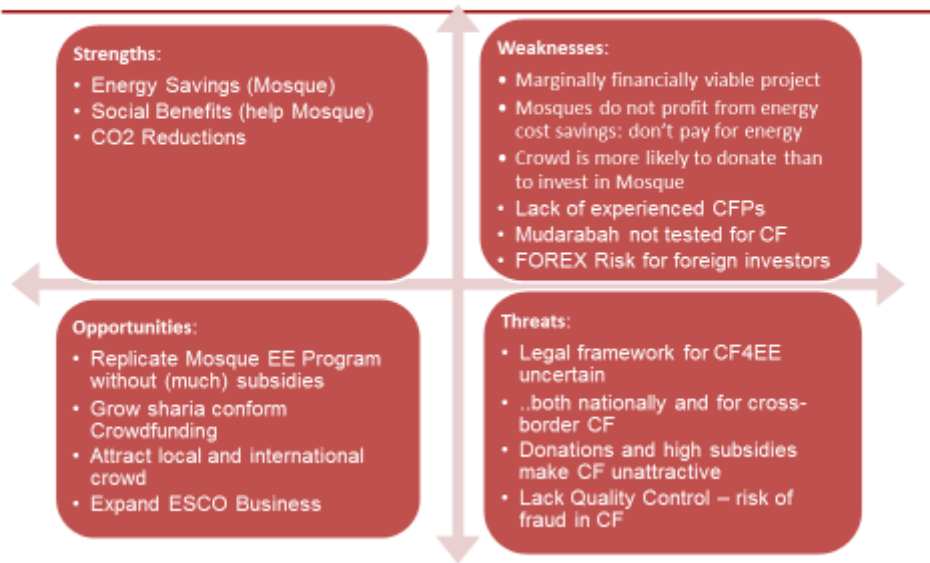 Strengths:
• Energy Savings (Mosque)
• Social Benefits (help Mosque)
• CO2 Reductions
Weaknesses:
• Marginally financially viable project
• Mosques do not profit from energy
cost savings: don't pay for energy
• Crowd is more likely to donate than
to invest in Mosque
• Lack of experienced CFPs
• Mudarabah not tested for CF
• FOREX Risk for foreign investors
Opportunities:
• Replicate Mosque EE Program
without (much) subsidies
• Grow sharia conform
Crowdfunding
• Attract local and international
crowd
• Expand ESCO Business
Threats:
• Legal framework for CF4EE
uncertain
• ..both nationally and for cross-
border CF
• Donations and high subsidies
make CF unattractive
• Lack Quality Control – risk of
fraud in CF